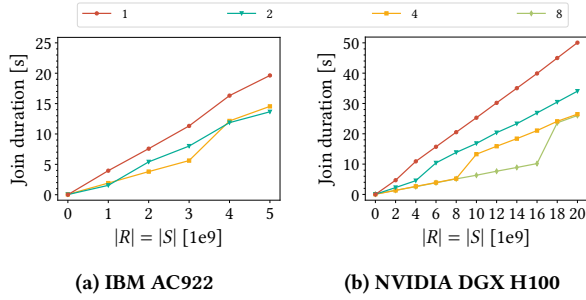 1 2 4 8
Join duration [s]
25
20
15
10
5
0
0 1 2 3 4 5
|R| = |S| [1e9]
(a) IBM AC922
Join duration [s]
50
40
30
20
10
0
0 2 4 6 8 10 12 14 16 18 20
|R| = |S| [1e9]
(b) NVIDIA DGX H100